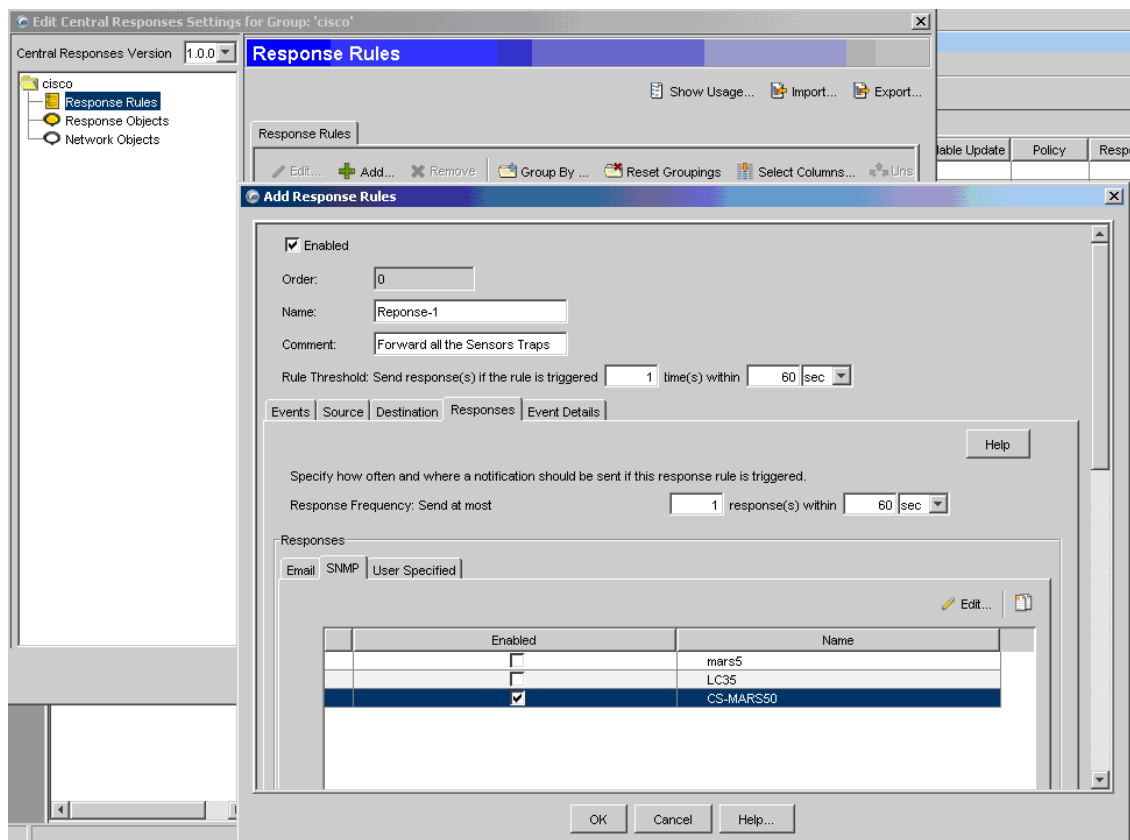 Edit Central Responses Settings for Group: 'cisco'
Central Responses Version 1.0.0
Response Rules
cisco
Response Rules
Response Objects
Network Objects
Show Usage... Import... Export...
Response Rules
Edit... Add... Remove Group By ... Reset Groupings Select Columns... Uns
lable Update Policy Respo
Add Response Rules
Enabled
Order: 0
Name: Reponse-1
Comment: Forward all the Sensors Traps
Rule Threshold: Send response(s) if the rule is triggered 1 time(s) within 60 sec
Events Source Destination Responses Event Details
Help
Specify how often and where a notification should be sent if this response rule is triggered.
Response Frequency: Send at most 1 response(s) within 60 sec
Responses
Email SNMP User Specified
Edit...
Enabled Name
mars5
LC35
CS-MARS50
OK Cancel Help...